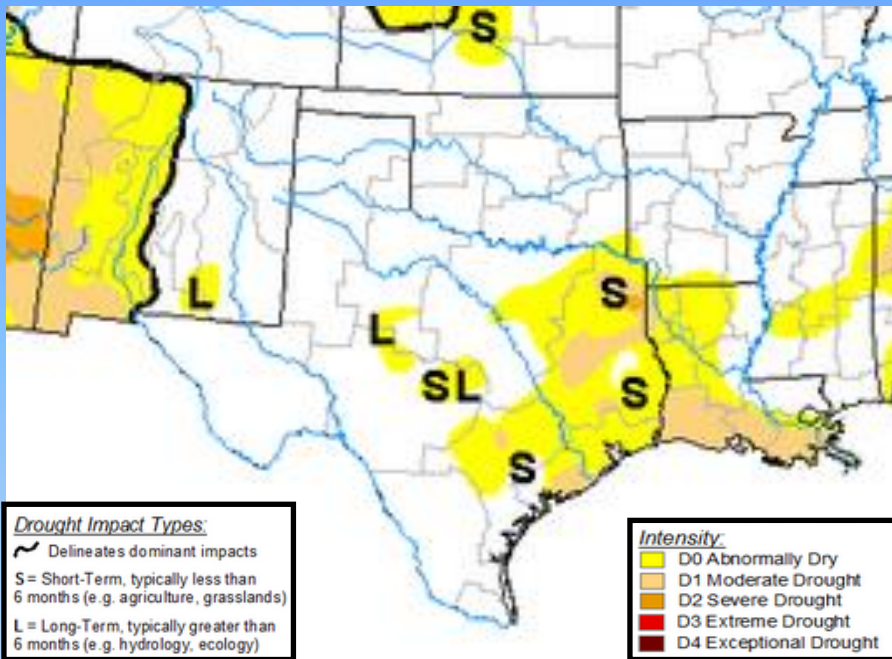 S
L
L
S
SL
S
S
Drought Impact Types:
Delineates dominant impacts
S = Short-Term, typically less than
6 months (e.g. agriculture, grasslands)
L = Long-Term, typically greater than
6 months (e.g. hydrology, ecology)
Intensity:
D0 Abnormally Dry
D1 Moderate Drought
D2 Severe Drought
D3 Extreme Drought
D4 Exceptional Drought